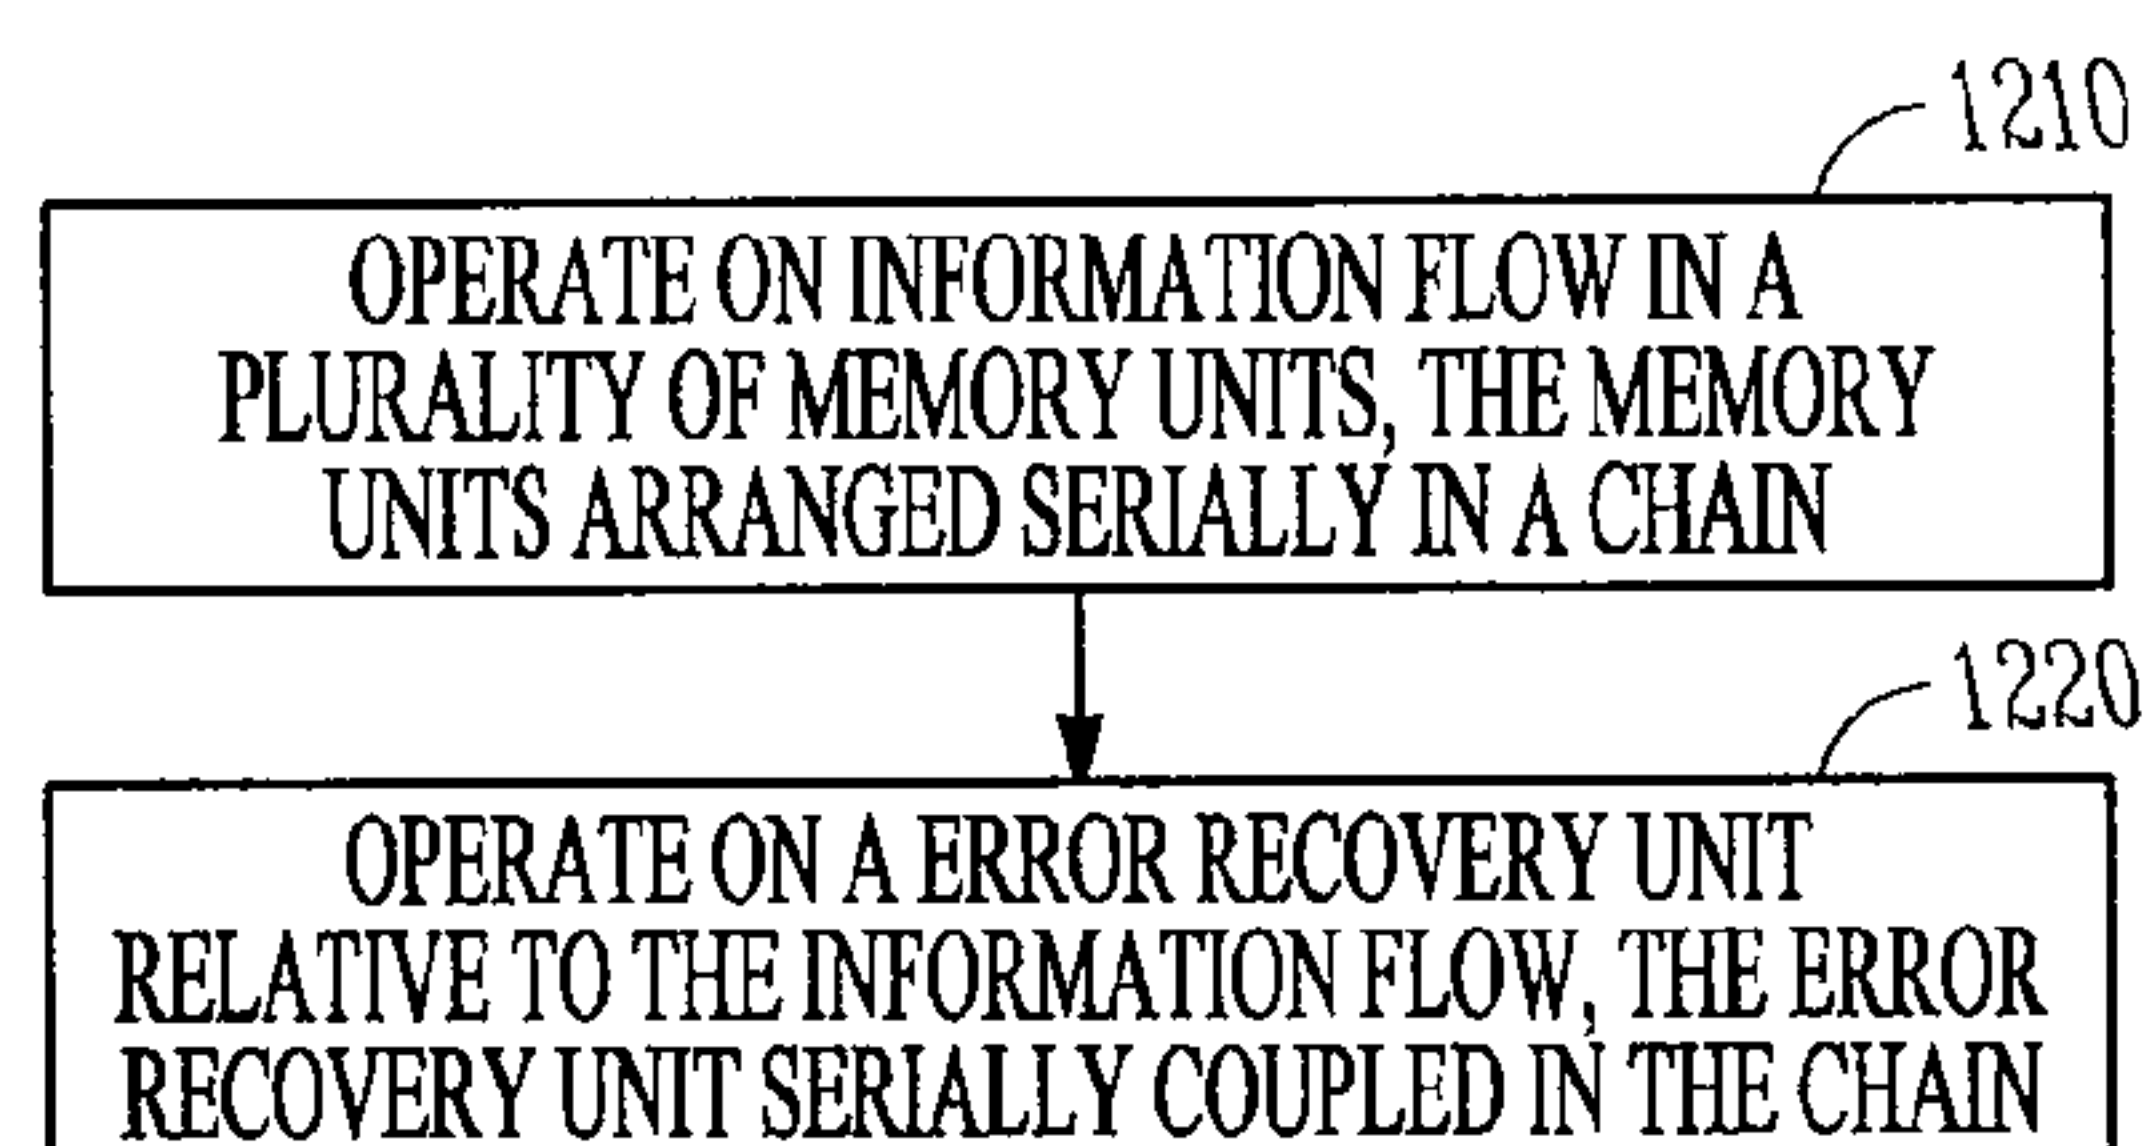 1210
OPERATE ON INFORMATION FLOW IN A
PLURALITY OF MEMORY UNITS, THE MEMORY
UNITS ARRANGED SERIALLY IN A CHAIN
1220
OPERATE ON A ERROR RECOVERY UNIT
RELATIVE TO THE INFORMATION FLOW, THE ERROR
RECOVERY UNIT SERIALLY COUPLED IN THE CHAIN